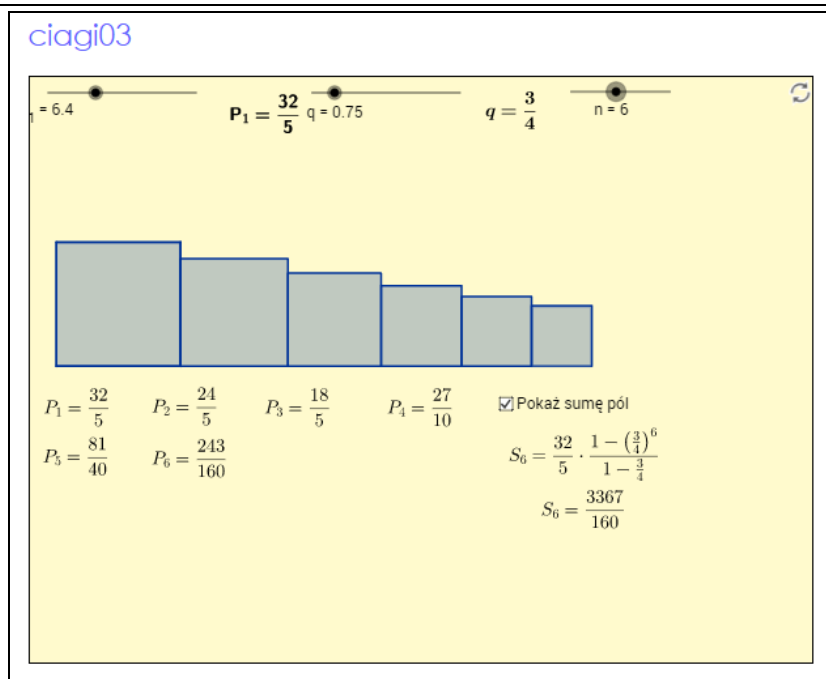 ciagi03
1 = 6.4
P₁ = 32/5
q = 0.75
q = 3/4
n = 6
P₁ = 32/5 P₂ = 24/5 P₃ = 18/5 P₄ = 27/10
Pokaż sumę pól
P₅ = 81/40 P₆ = 243/160
S₆ = 32/5 · (1 − (3/4)⁶)/(1 − 3/4)
S₆ = 3367/160